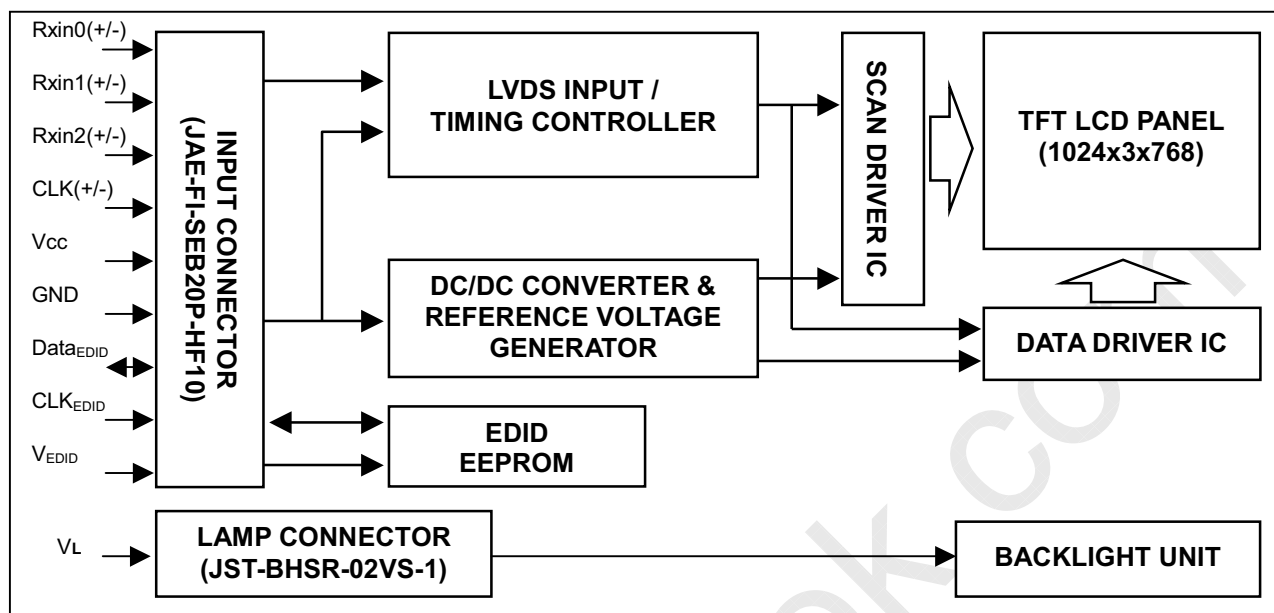 Rxin0(+/-)
Rxin1(+/-)
Rxin2(+/-)
CLK(+/-)
Vcc
GND
DataEDID
CLKEDID
VEDID
VL
INPUT CONNECTOR
(JAE-FI-SEB20P-HF10)
LVDS INPUT /
TIMING CONTROLLER
DC/DC CONVERTER &
REFERENCE VOLTAGE
GENERATOR
EDID
EEPROM
LAMP CONNECTOR
(JST-BHSR-02VS-1)
SCAN DRIVER IC
TFT LCD PANEL
(1024x3x768)
DATA DRIVER IC
BACKLIGHT UNIT